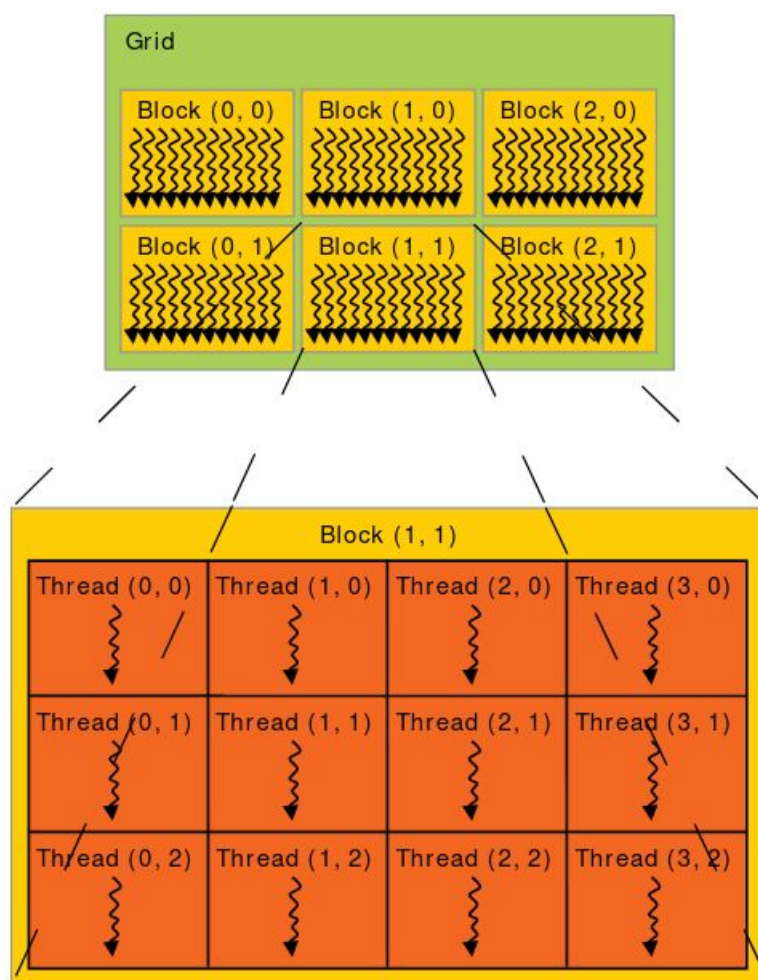 Grid
Block (0, 0) Block (1, 0) Block (2, 0)
Block (0, 1) Block (1, 1) Block (2, 1)
Block (1, 1)
Thread (0, 0) Thread (1, 0) Thread (2, 0) Thread (3, 0)
Thread (0, 1) Thread (1, 1) Thread (2, 1) Thread (3, 1)
Thread (0, 2) Thread (1, 2) Thread (2, 2) Thread (3, 2)